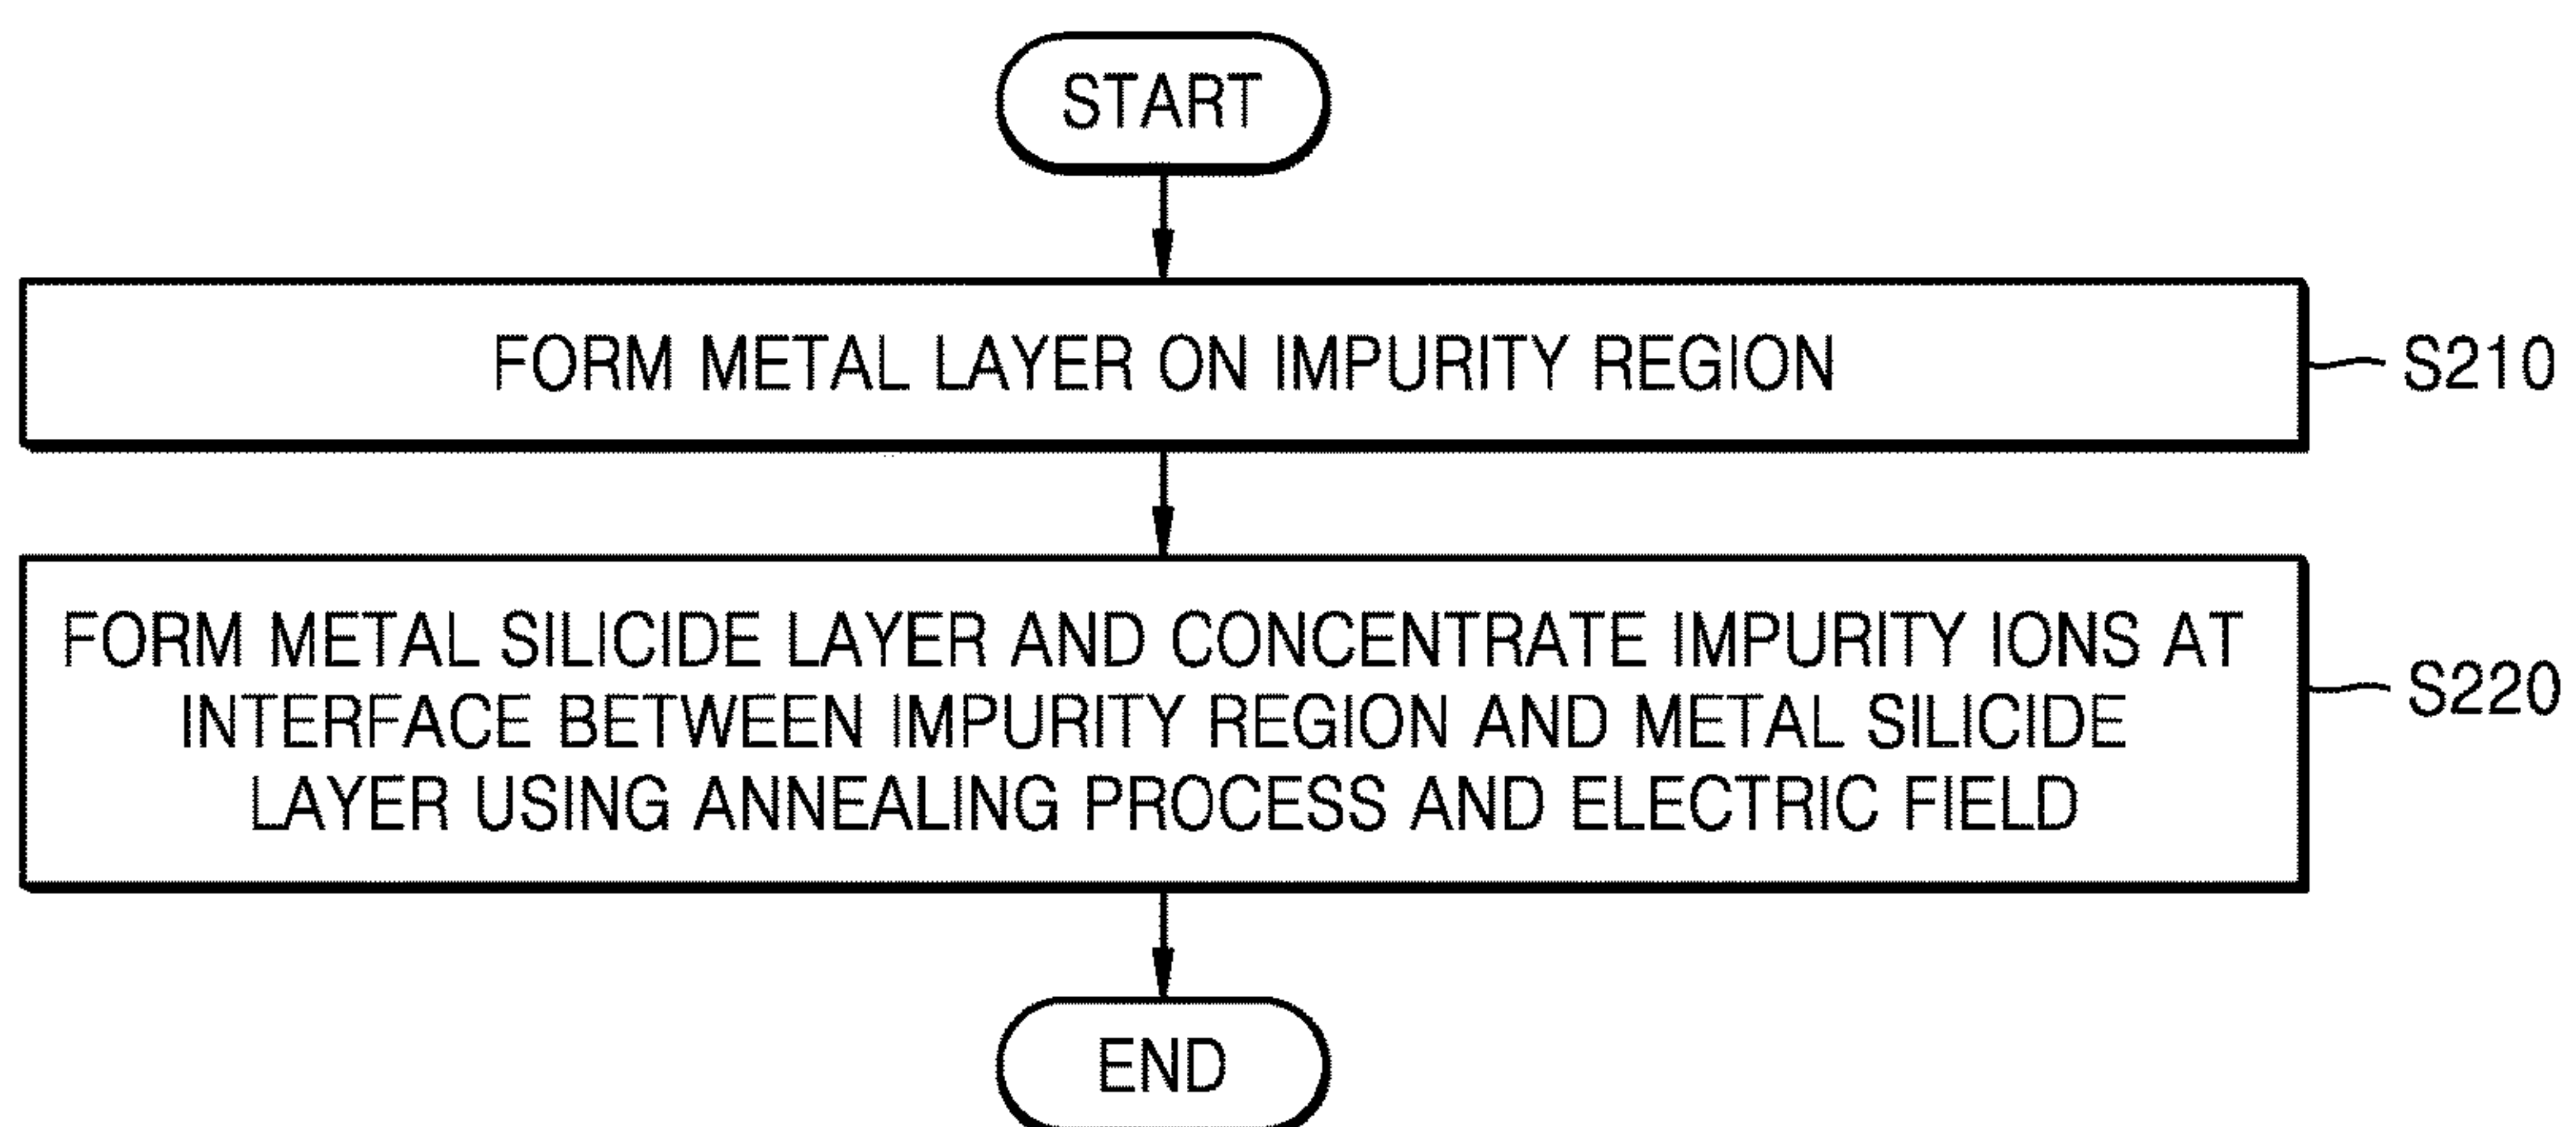 START
FORM METAL LAYER ON IMPURITY REGION
S210
FORM METAL SILICIDE LAYER AND CONCENTRATE IMPURITY IONS AT
INTERFACE BETWEEN IMPURITY REGION AND METAL SILICIDE
LAYER USING ANNEALING PROCESS AND ELECTRIC FIELD
S220
END